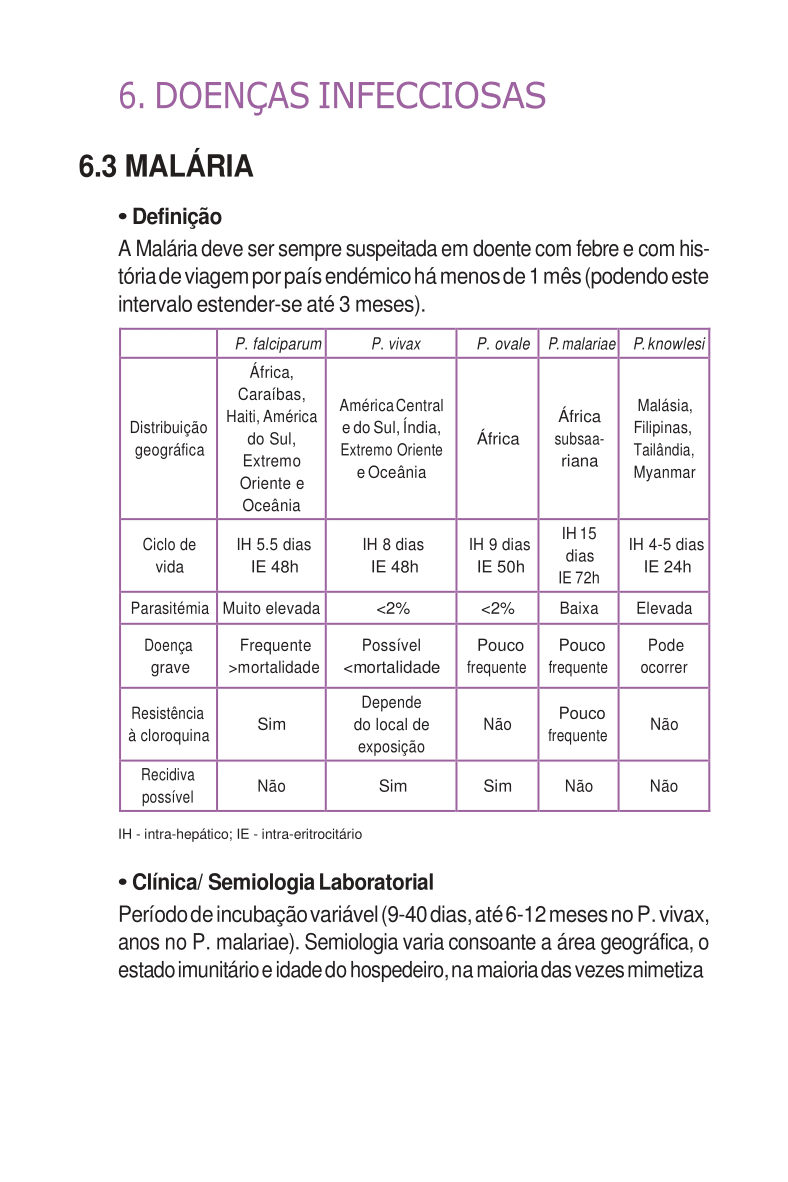 6. DOENÇAS INFECCIOSAS
6.3 MALÁRIA
• Definição
A Malária deve ser sempre suspeitada em doente com febre e com his-
tória de viagem por país endémico há menos de 1 mês (podendo este
intervalo estender-se até 3 meses).
P. falciparum P. vivax P. ovale P. malariae P. knowlesi
Distribuição
geográfica
África,
Caraíbas,
Haiti, América
do Sul,
Extremo
Oriente e
Oceânia
América Central
e do Sul, Índia,
Extremo Oriente
e Oceânia
África
África
subsaa-
riana
Malásia,
Filipinas,
Tailândia,
Myanmar
Ciclo de
vida
IH 5.5 dias
IE 48h
IH 8 dias
IE 48h
IH 9 dias
IE 50h
IH 15
dias
IE 72h
IH 4-5 dias
IE 24h
Parasitémia Muito elevada <2% <2% Baixa Elevada
Doença
grave
Frequente
>mortalidade
Possível
<mortalidade
Pouco
frequente
Pouco
frequente
Pode
ocorrer
Resistência
à cloroquina
Sim
Depende
do local de
exposição
Não
Pouco
frequente
Não
Recidiva
possível
Não
Sim
Sim
Não
Não
IH - intra-hepático; IE - intra-eritrocitário
• Clínica/ Semiologia Laboratorial
Período de incubação variável (9-40 dias, até 6-12 meses no P. vivax,
anos no P. malariae). Semiologia varia consoante a área geográfica, o
estado imunitário e idade do hospedeiro, na maioria das vezes mimetiza